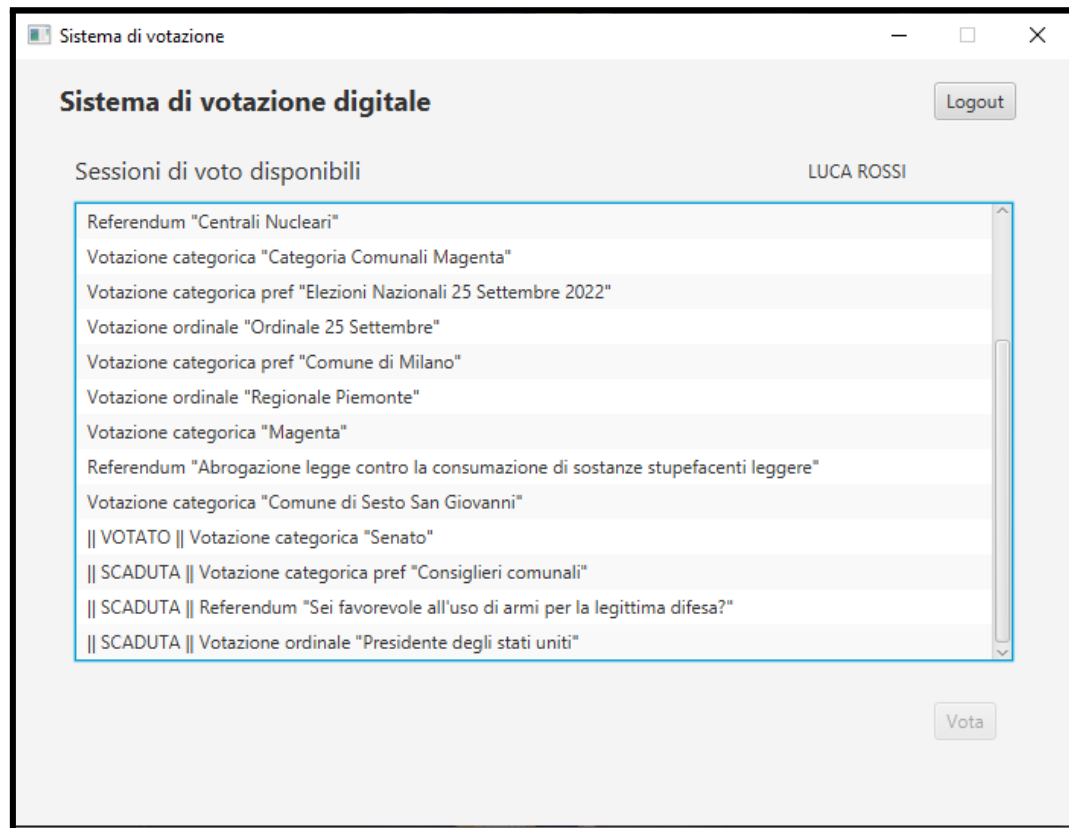 Sistema di votazione
Sistema di votazione digitale
Logout
Sessioni di voto disponibili
LUCA ROSSI
Referendum "Centrali Nucleari"
Votazione categorica "Categoria Comunali Magenta"
Votazione categorica pref "Elezioni Nazionali 25 Settembre 2022"
Votazione ordinale "Ordinale 25 Settembre"
Votazione categorica pref "Comune di Milano"
Votazione ordinale "Regionale Piemonte"
Votazione categorica "Magenta"
Referendum "Abrogazione legge contro la consumazione di sostanze stupefacenti leggere"
Votazione categorica "Comune di Sesto San Giovanni"
|| VOTATO || Votazione categorica "Senato"
|| SCADUTA || Votazione categorica pref "Consiglieri comunali"
|| SCADUTA || Referendum "Sei favorevole all'uso di armi per la legittima difesa?"
|| SCADUTA || Votazione ordinale "Presidente degli stati uniti"
Vota